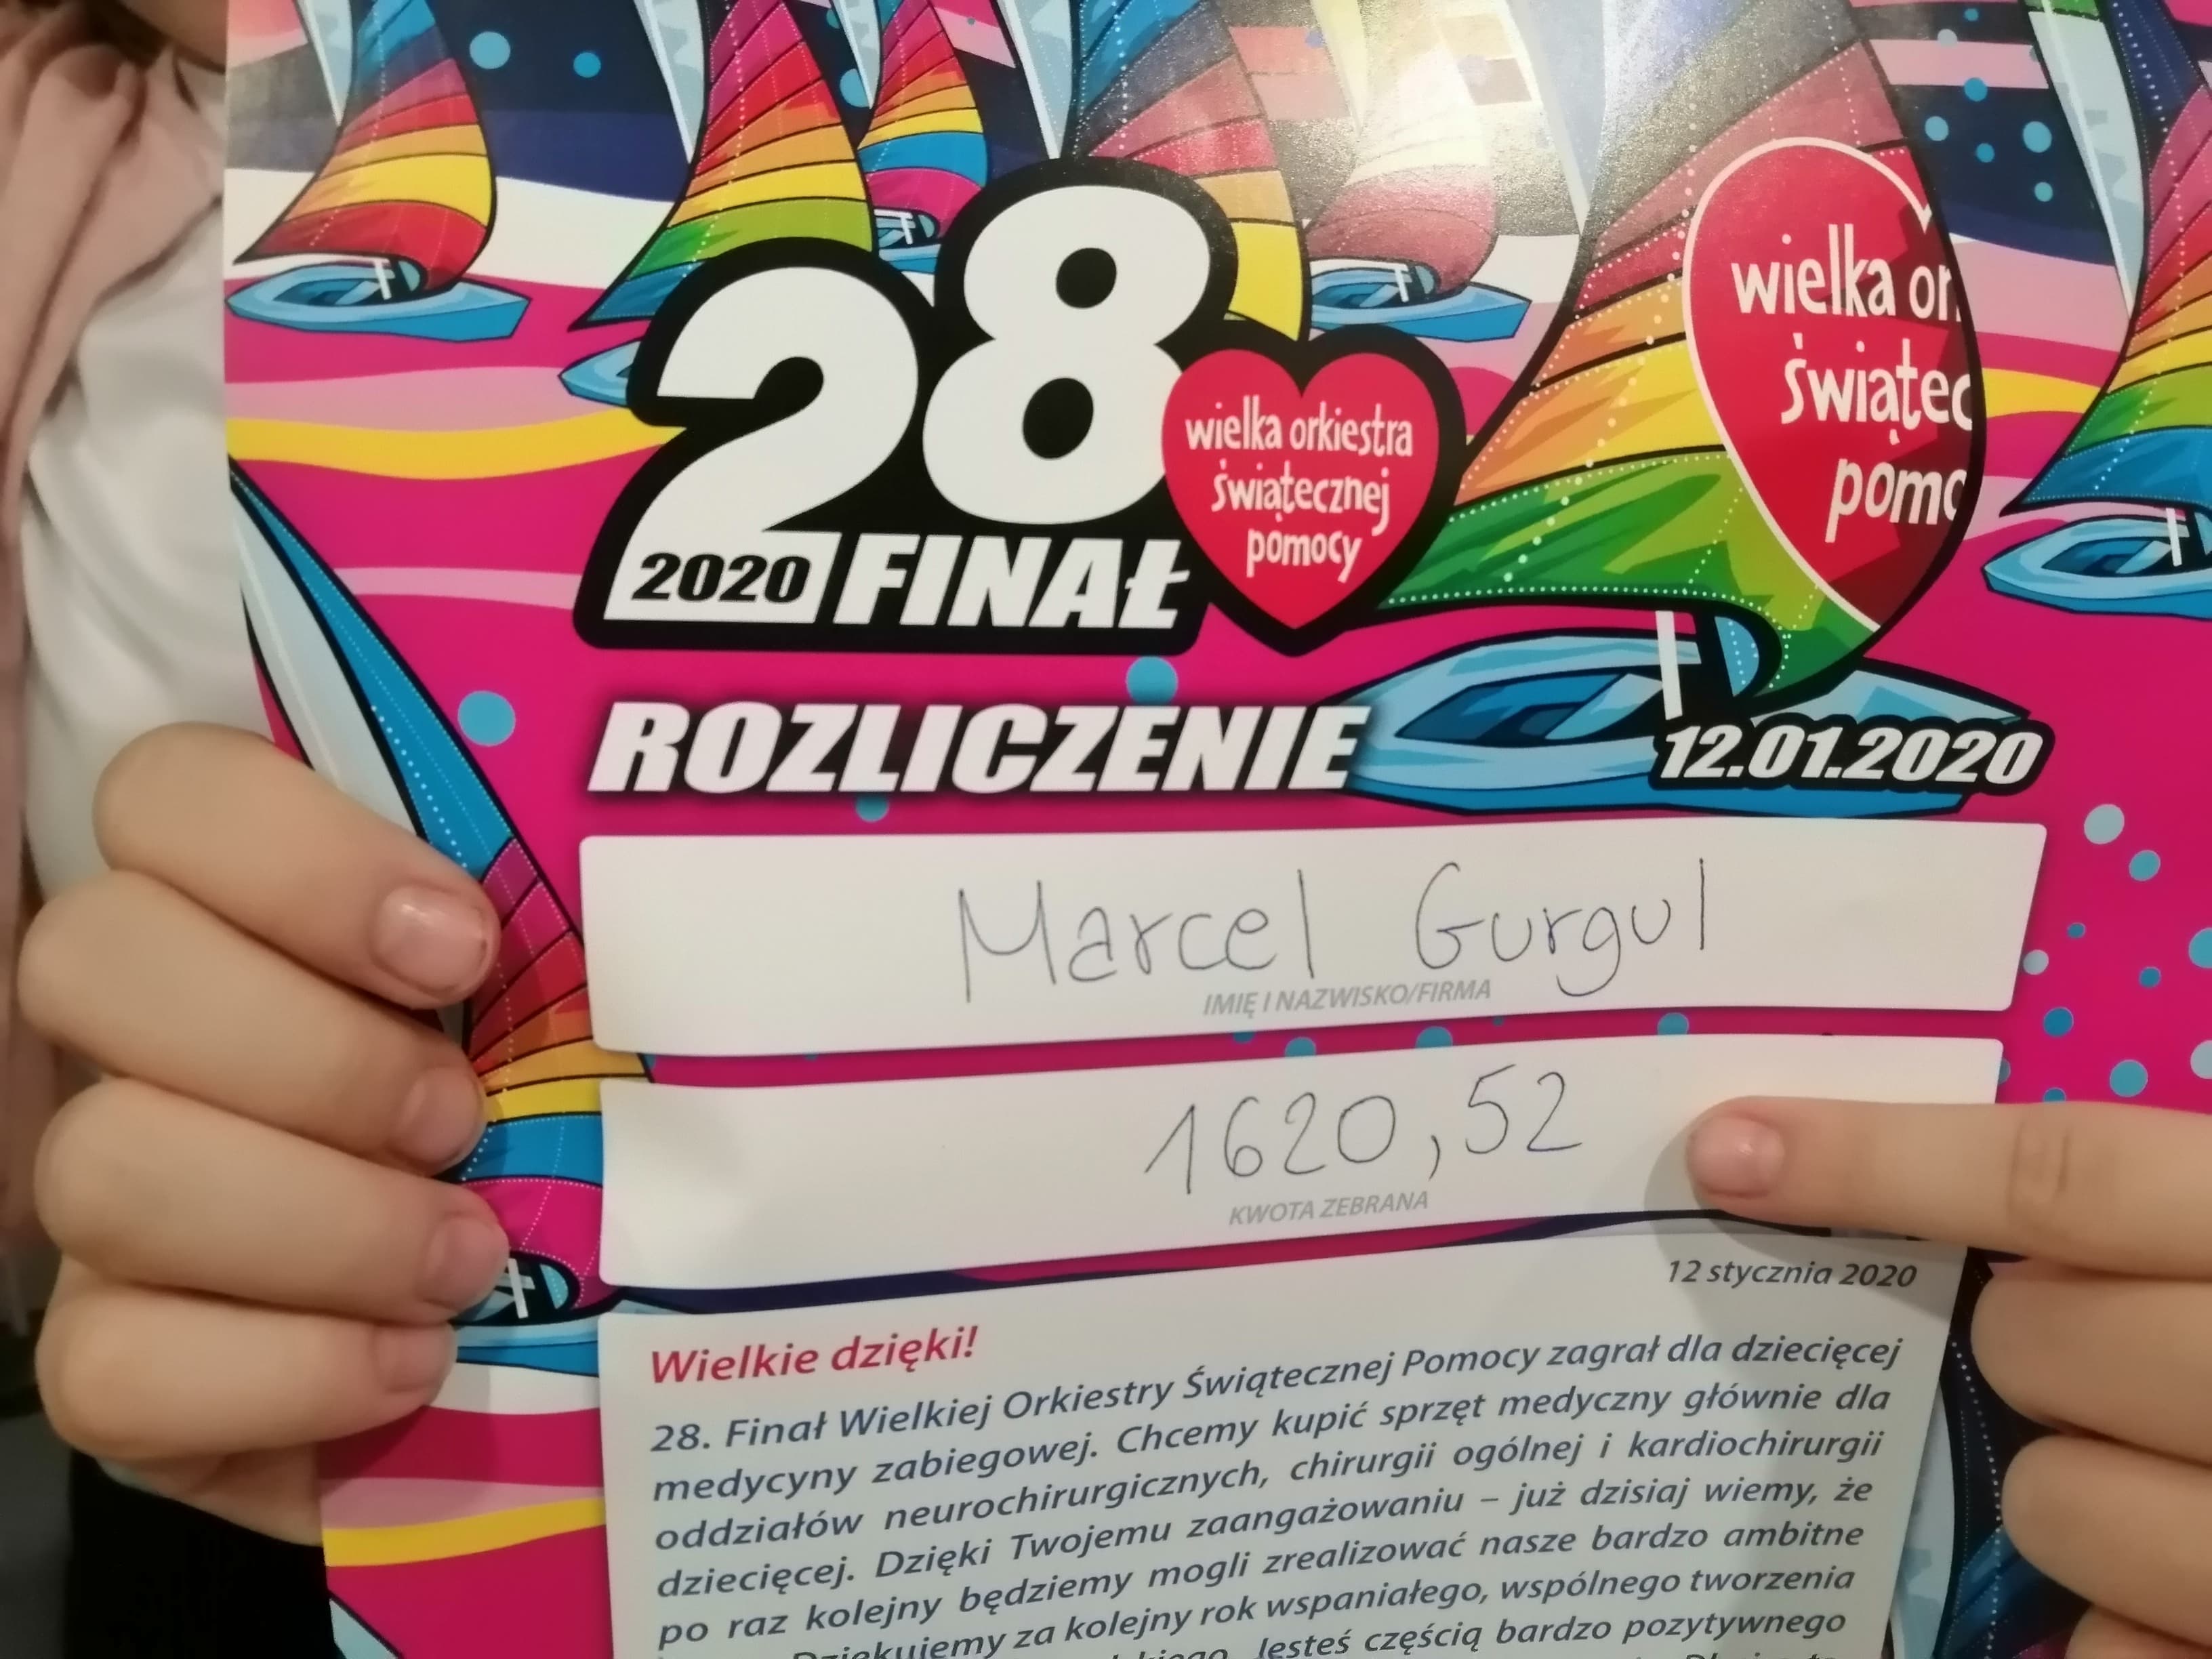 28
2020 FINAŁ
wielka orkiestra
świątecznej
pomocy
wielka or
świątec
pomo
ROZLICZENIE
12.01.2020
Marcel Gurgul
IMIĘ I NAZWISKO/FIRMA
1620,52
KWOTA ZEBRANA
12 stycznia 2020
Wielkie dzięki!
28. Finał Wielkiej Orkiestry Świątecznej Pomocy zagrał dla dziecięcej
medycyny zabiegowej. Chcemy kupić sprzęt medyczny głównie dla
oddziałów neurochirurgicznych, chirurgii ogólnej i kardiochirurgii
dziecięcej. Dzięki Twojemu zaangażowaniu – już dzisiaj wiemy, że
po raz kolejny będziemy mogli zrealizować nasze bardzo ambitne
Dziękujemy za kolejny rok wspaniałego, wspólnego tworzenia
Jesteś częścią bardzo pozytywnego